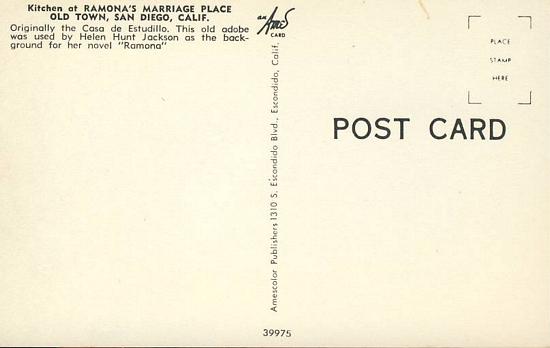 Kitchen at RAMONA'S MARRIAGE PLACE
OLD TOWN, SAN DIEGO, CALIF.
Originally the Casa de Estudillo. This old adobe
was used by Helen Hunt Jackson as the back-
ground for her novel "Ramona"
an Ames
CARD
PLACE
STAMP
HERE
POST CARD
Amescolor Publishers 1310 S. Escondido Blvd., Escondido, Calif.
39975